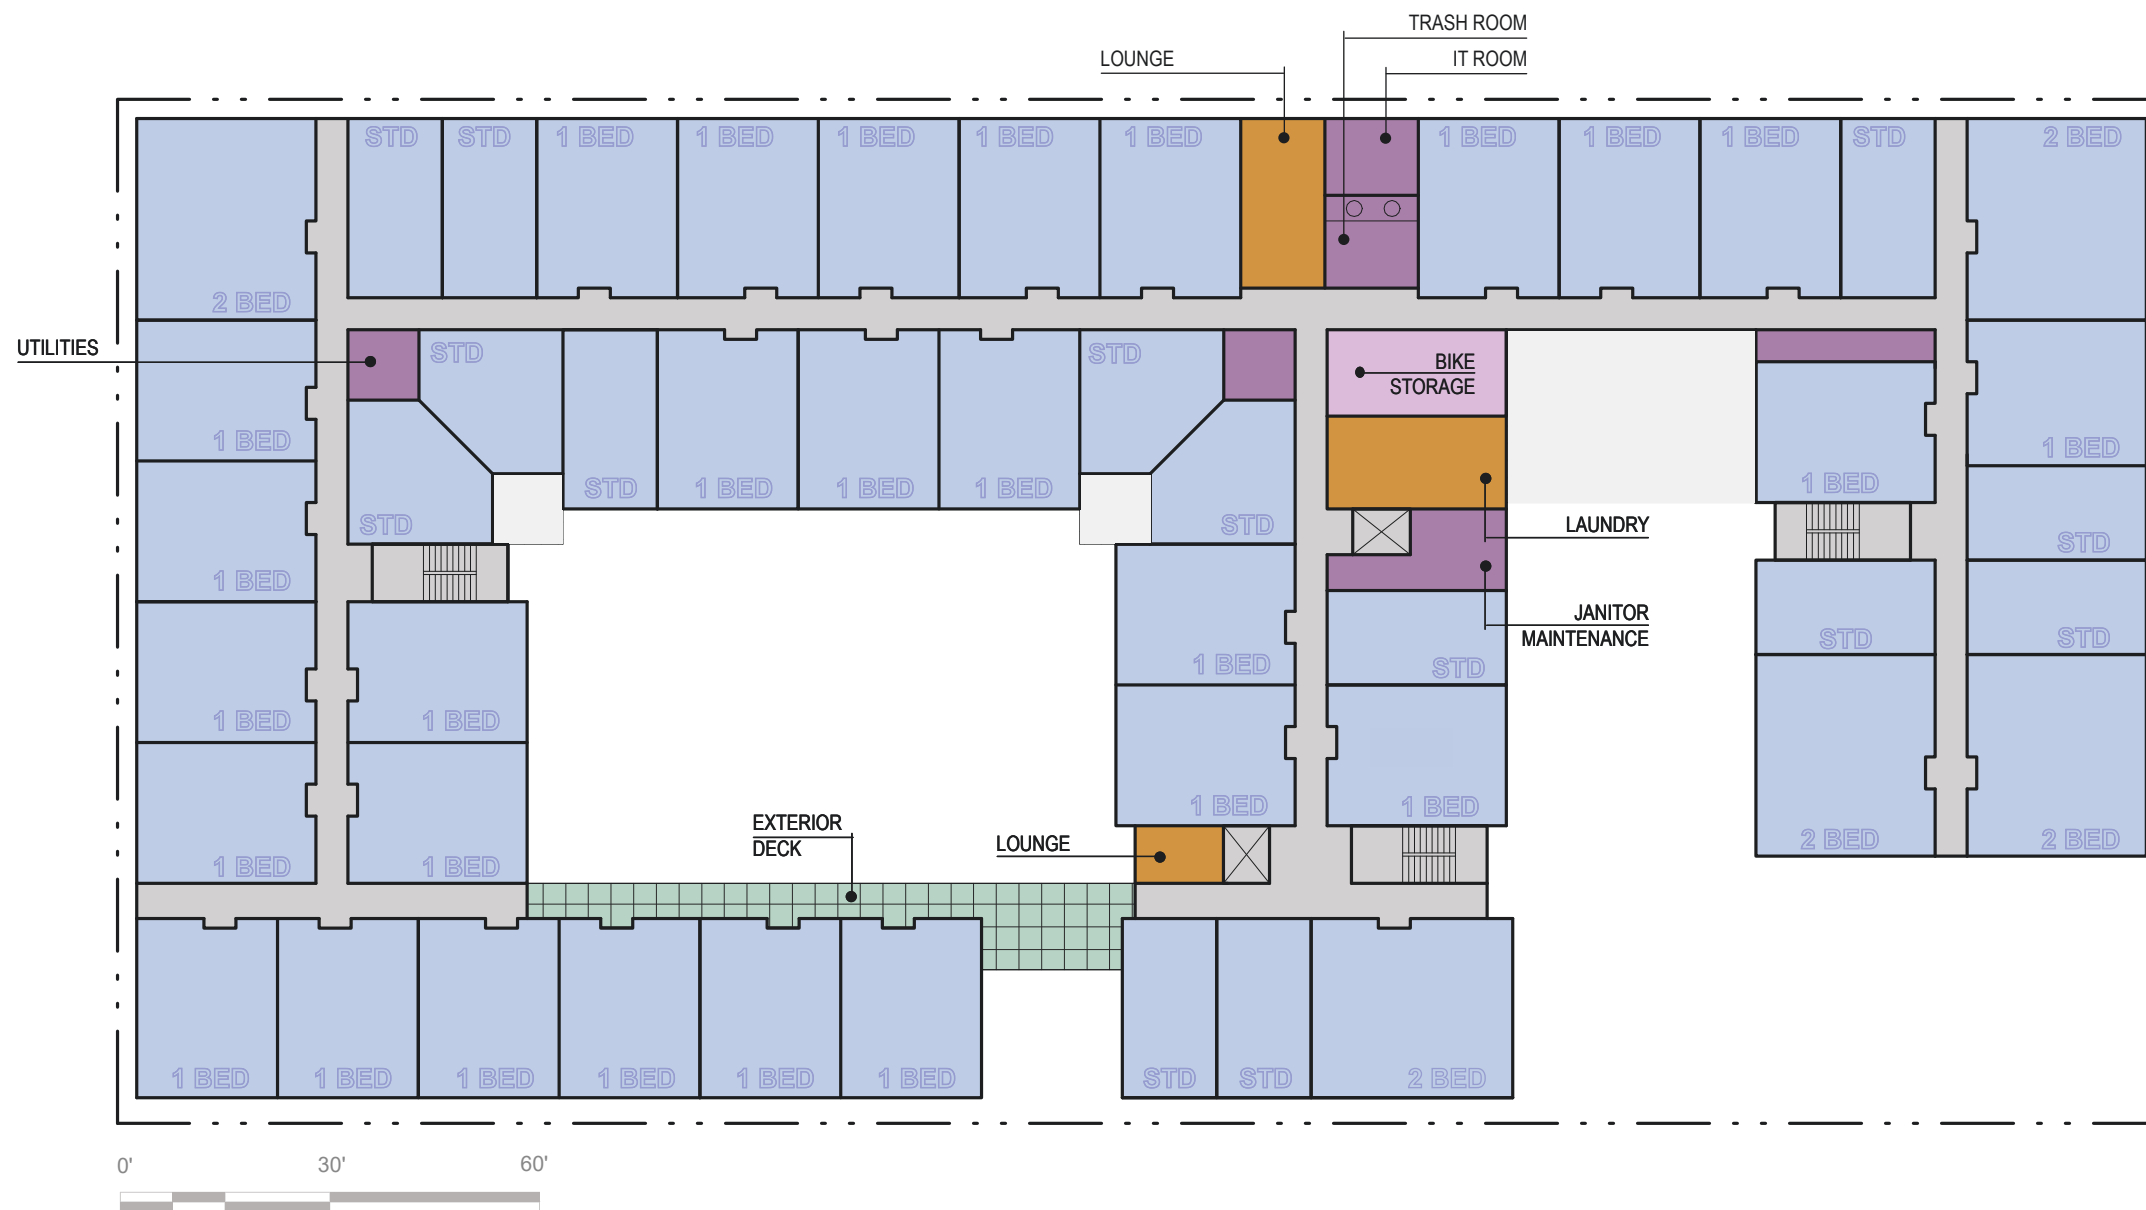 TRASH ROOM
LOUNGE
IT ROOM
STD
STD
1 BED
1 BED
1 BED
1 BED
1 BED
1 BED
1 BED
1 BED
STD
2 BED
2 BED
UTILITIES
STD
STD
BIKE
STORAGE
1 BED
1 BED
STD
1 BED
1 BED
1 BED
1 BED
STD
STD
LAUNDRY
STD
1 BED
JANITOR
MAINTENANCE
STD
STD
1 BED
STD
1 BED
1 BED
1 BED
1 BED
1 BED
EXTERIOR
DECK
LOUNGE
2 BED
2 BED
1 BED
1 BED
1 BED
1 BED
1 BED
1 BED
1 BED
1 BED
STD
STD
2 BED
0'
30'
60'